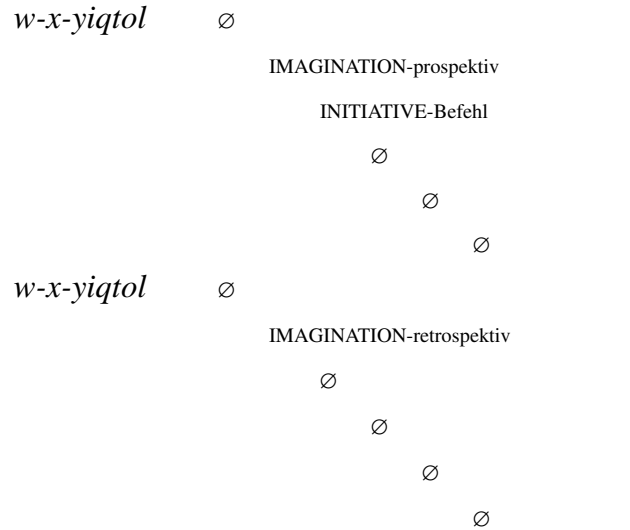 w-x-yiqtol ∅
IMAGINATION-prospektiv
INITIATIVE-Befehl
∅
∅
∅
w-x-yiqtol ∅
IMAGINATION-retrospektiv
∅
∅
∅
∅